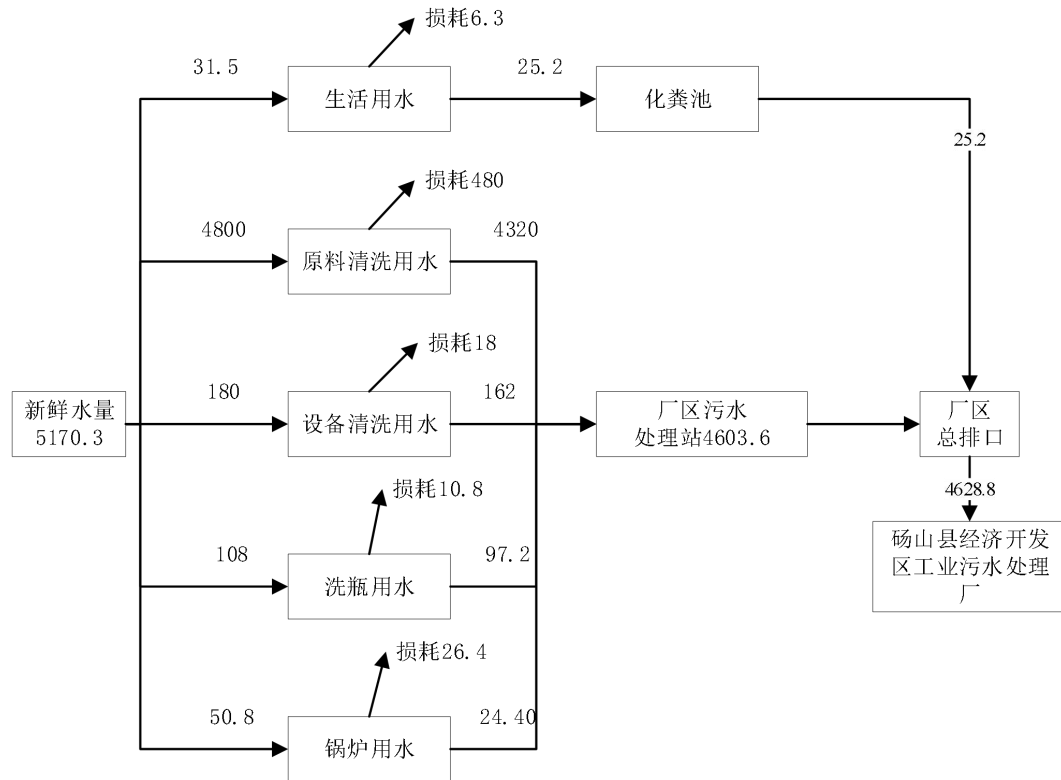 损耗6.3
31.5
生活用水
25.2
化粪池
25.2
损耗480
4800
原料清洗用水
4320
损耗18
180
设备清洗用水
162
新鲜水量
5170.3
厂区污水
处理站4603.6
厂区
总排口
4628.8
砀山县经济开发
区工业污水处理
厂
损耗10.8
108
洗瓶用水
97.2
损耗26.4
50.8
锅炉用水
24.40